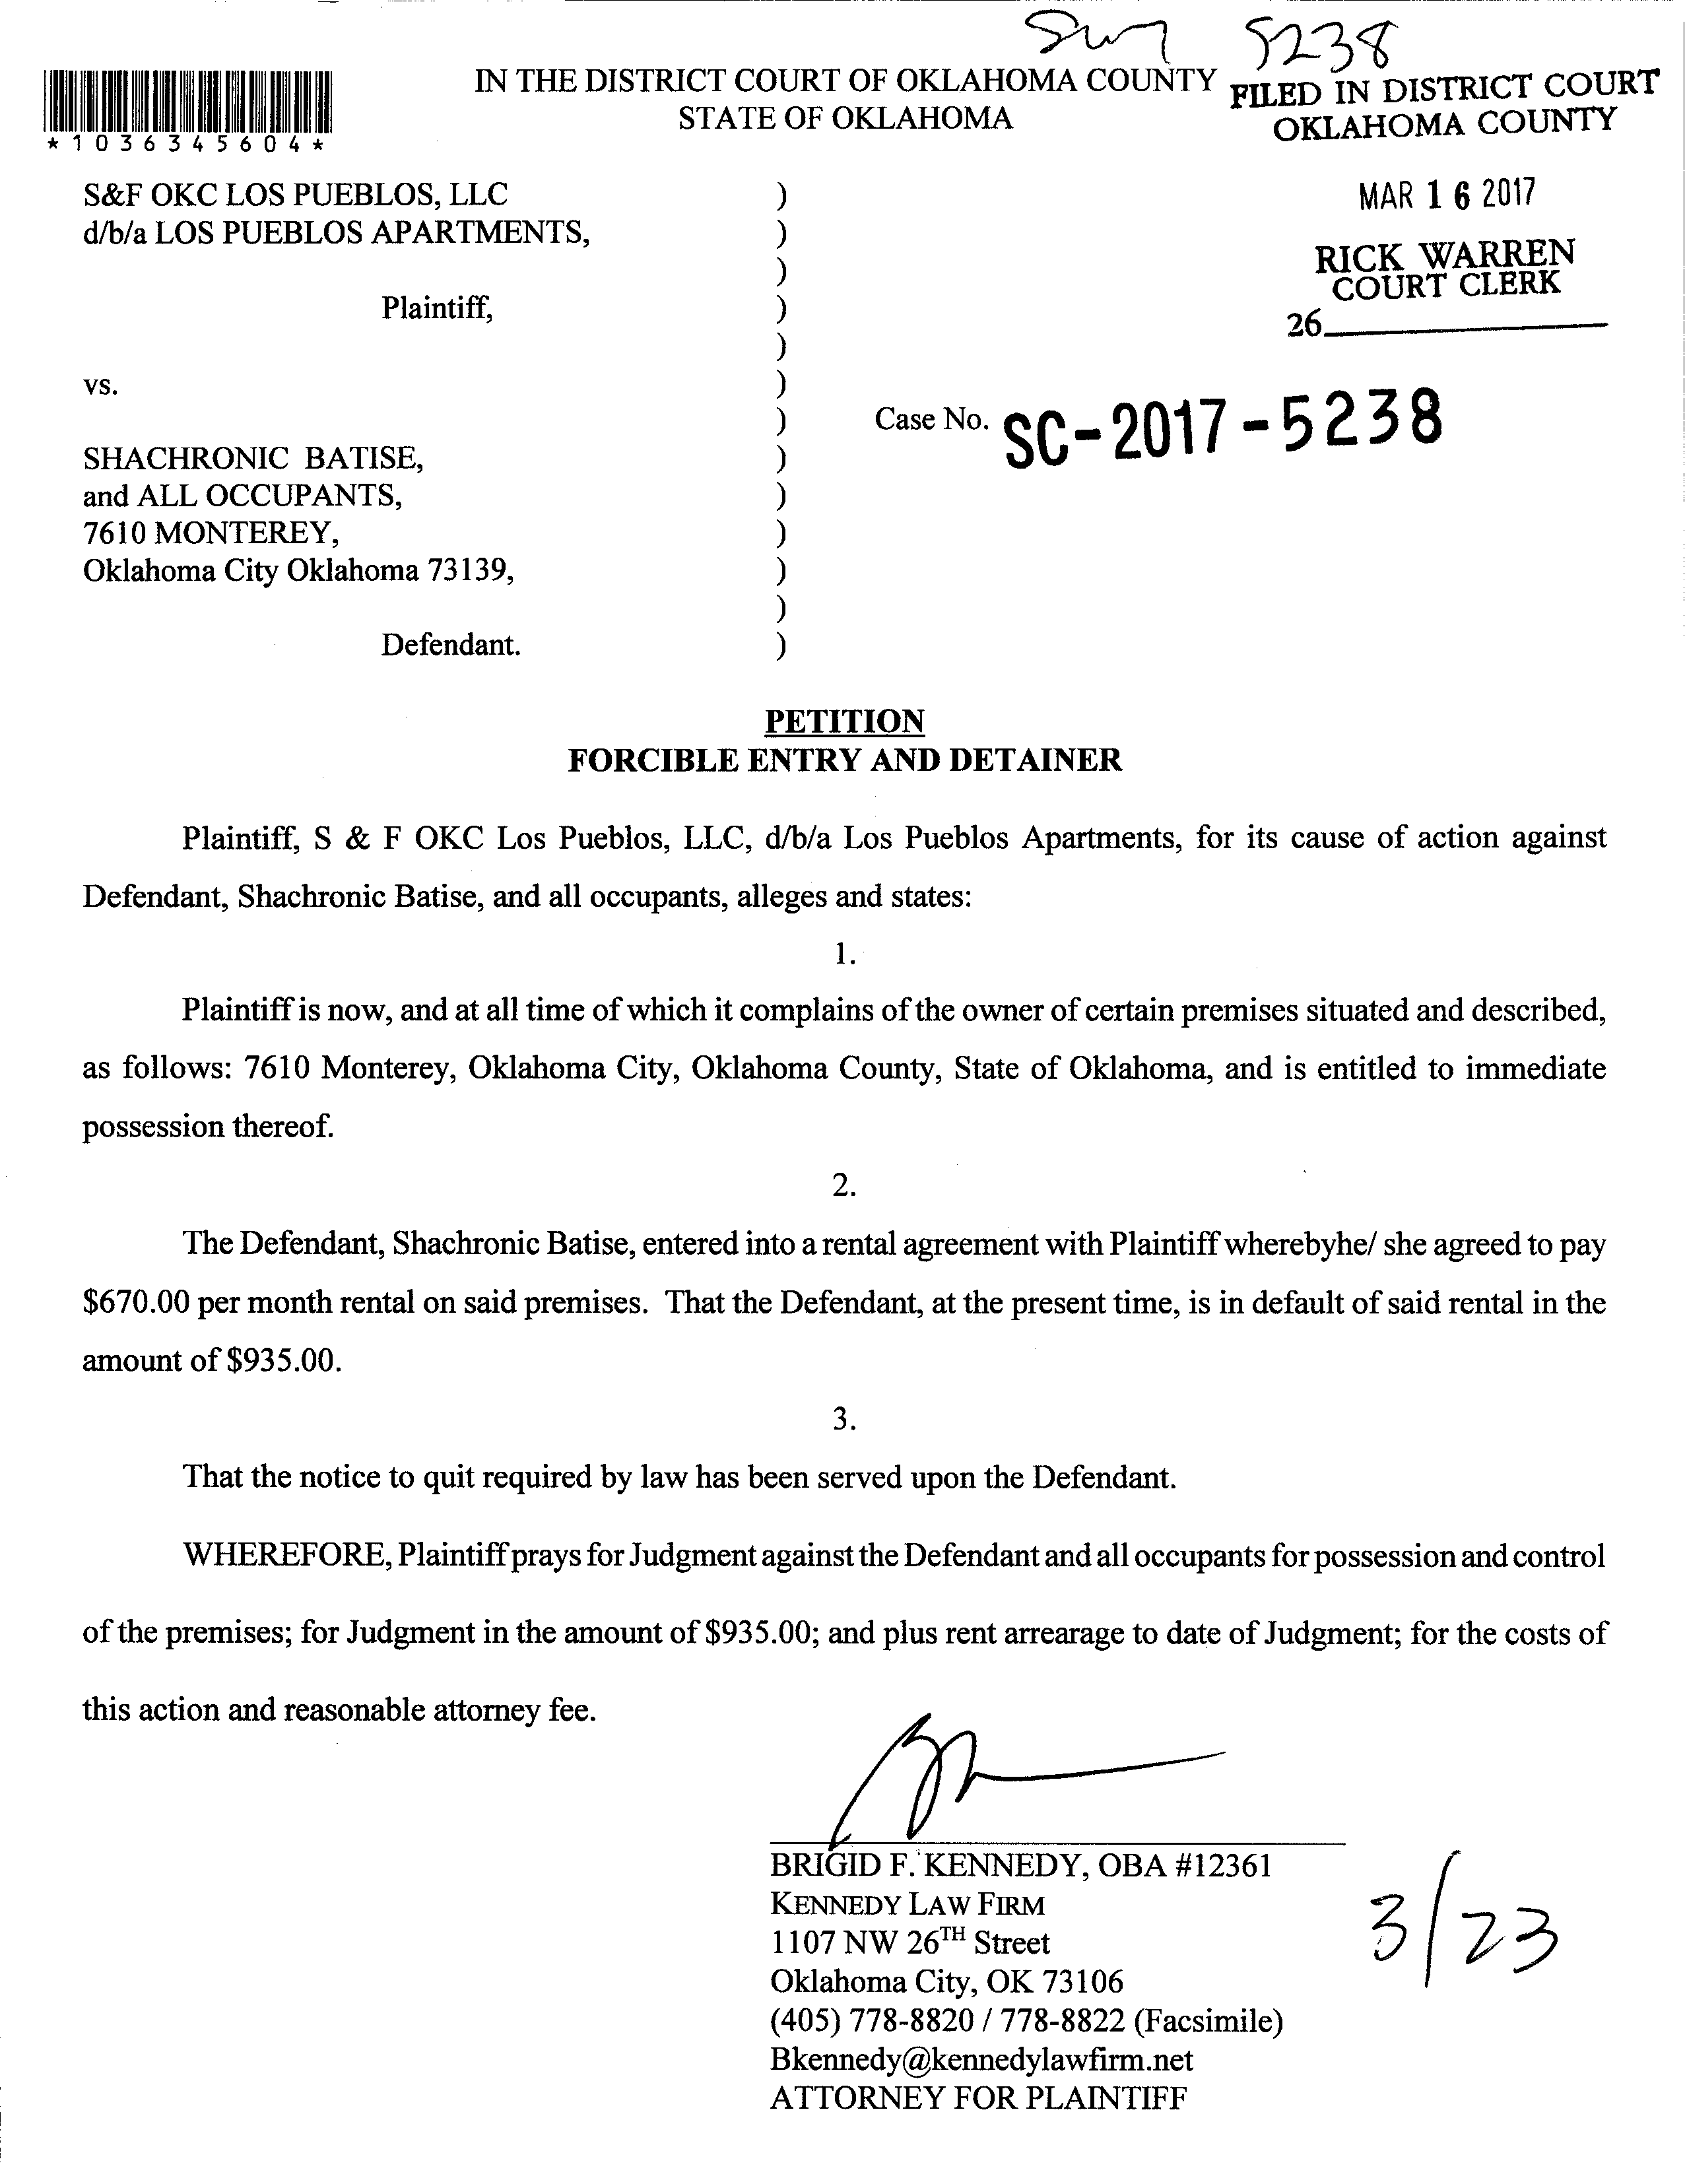 5238
IN THE DISTRICT COURT OF OKLAHOMA COUNTY
STATE OF OKLAHOMA
FILED IN DISTRICT COURT
OKLAHOMA COUNTY
*1036345604*
MAR 16 2017
RICK WARREN
COURT CLERK
26
S&F OKC LOS PUEBLOS, LLC )
d/b/a LOS PUEBLOS APARTMENTS, )
)
Plaintiff, )
)
vs. )
) Case No. SC-2017-5238
SHACHRONIC BATISE, )
and ALL OCCUPANTS, )
7610 MONTEREY, )
Oklahoma City Oklahoma 73139, )
)
Defendant. )
PETITION
FORCIBLE ENTRY AND DETAINER
Plaintiff, S & F OKC Los Pueblos, LLC, d/b/a Los Pueblos Apartments, for its cause of action against
Defendant, Shachronic Batise, and all occupants, alleges and states:
1.
Plaintiff is now, and at all time of which it complains of the owner of certain premises situated and described,
as follows: 7610 Monterey, Oklahoma City, Oklahoma County, State of Oklahoma, and is entitled to immediate
possession thereof.
2.
The Defendant, Shachronic Batise, entered into a rental agreement with Plaintiff wherebyhe/ she agreed to pay
$670.00 per month rental on said premises. That the Defendant, at the present time, is in default of said rental in the
amount of $935.00.
3.
That the notice to quit required by law has been served upon the Defendant.
WHEREFORE, Plaintiff prays for Judgment against the Defendant and all occupants for possession and control
of the premises; for Judgment in the amount of $935.00; and plus rent arrearage to date of Judgment; for the costs of
this action and reasonable attorney fee.
BRIGID F. KENNEDY, OBA #12361
KENNEDY LAW FIRM
1107 NW 26TH Street
Oklahoma City, OK 73106
(405) 778-8820 / 778-8822 (Facsimile)
Bkennedy@kennedylawfirm.net
ATTORNEY FOR PLAINTIFF
3/23